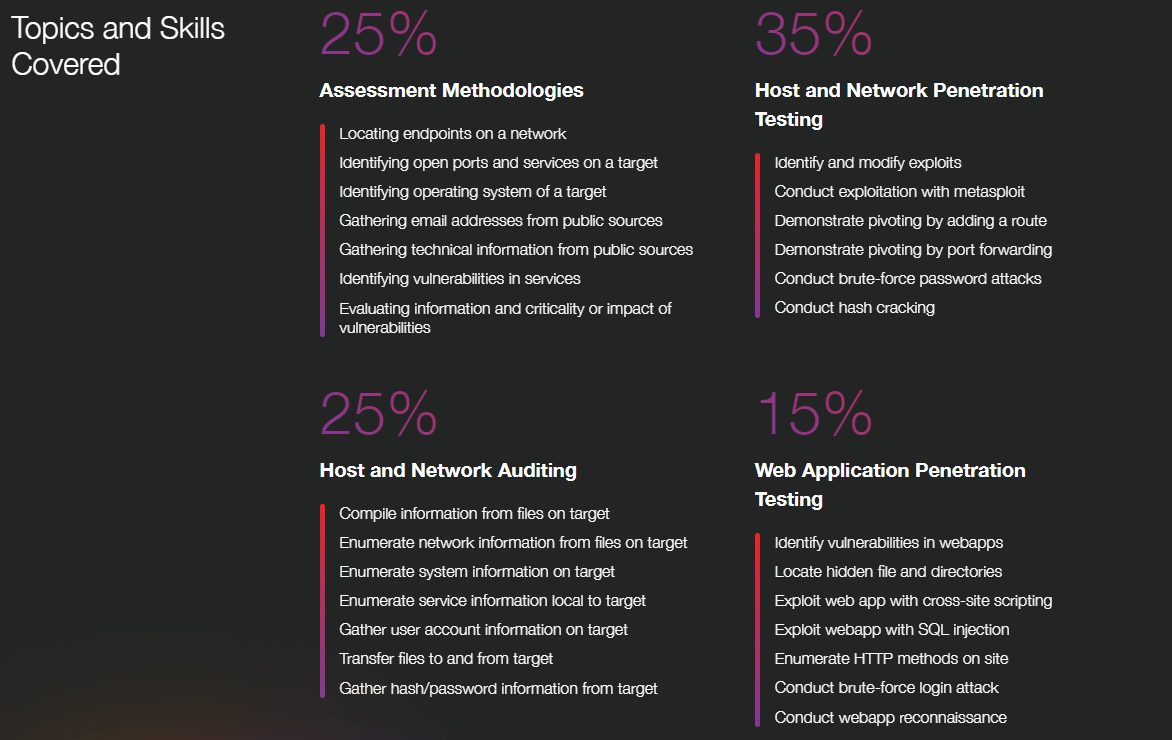 Topics and Skills
Covered
25%
Assessment Methodologies
Locating endpoints on a network
Identifying open ports and services on a target
Identifying operating system of a target
Gathering email addresses from public sources
Gathering technical information from public sources
Identifying vulnerabilities in services
Evaluating information and criticality or impact of
vulnerabilities
35%
Host and Network Penetration
Testing
Identify and modify exploits
Conduct exploitation with metasploit
Demonstrate pivoting by adding a route
Demonstrate pivoting by port forwarding
Conduct brute-force password attacks
Conduct hash cracking
25%
Host and Network Auditing
Compile information from files on target
Enumerate network information from files on target
Enumerate system information on target
Enumerate service information local to target
Gather user account information on target
Transfer files to and from target
Gather hash/password information from target
15%
Web Application Penetration
Testing
Identify vulnerabilities in webapps
Locate hidden file and directories
Exploit web app with cross-site scripting
Exploit webapp with SQL injection
Enumerate HTTP methods on site
Conduct brute-force login attack
Conduct webapp reconnaissance